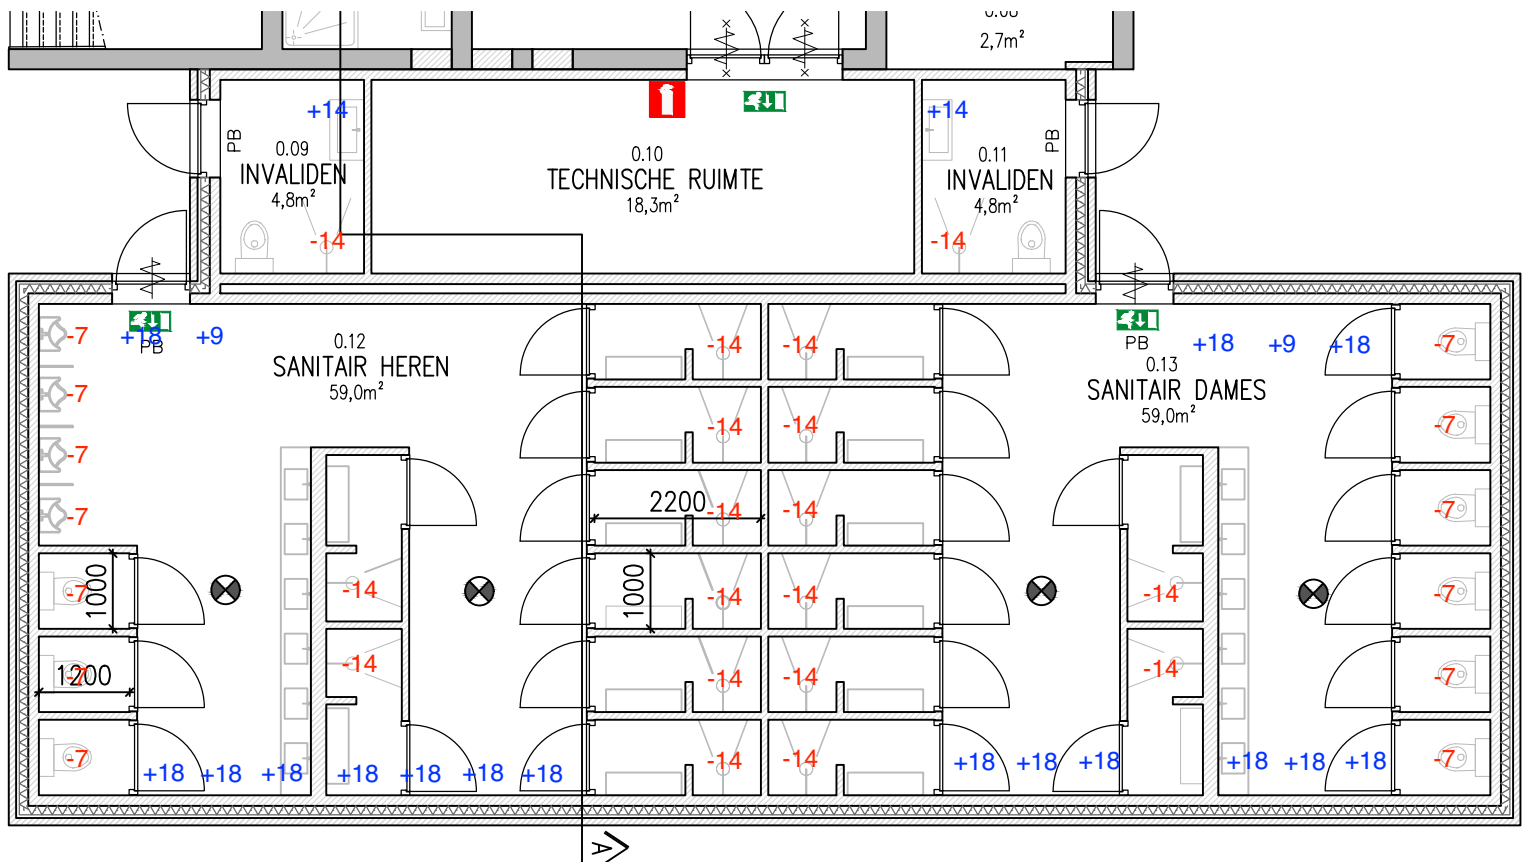 0.08
2,7m²
+14
PB
0.09
INVALIDEN
4,8m²
-14
0.10
TECHNISCHE RUIMTE
18,3m²
+14
PB
0.11
INVALIDEN
4,8m²
-14
-7 +18 +9
PB
0.12
SANITAIR HEREN
59,0m²
-14 -14
PB
+18 +9 +18 -7
0.13
SANITAIR DAMES
59,0m²
-7
-14 -14
-7
-7
2200
-14 -14
-7
-7
-7
1000
-14
1000
-14 -14
-14
-7
1200
-7
-14
-14 -14
-14
-7
-7
+18 +18 +18 +18 +18 +18 +18
-14 -14
+18 +18 +18
+18 +18 +18
-7
A